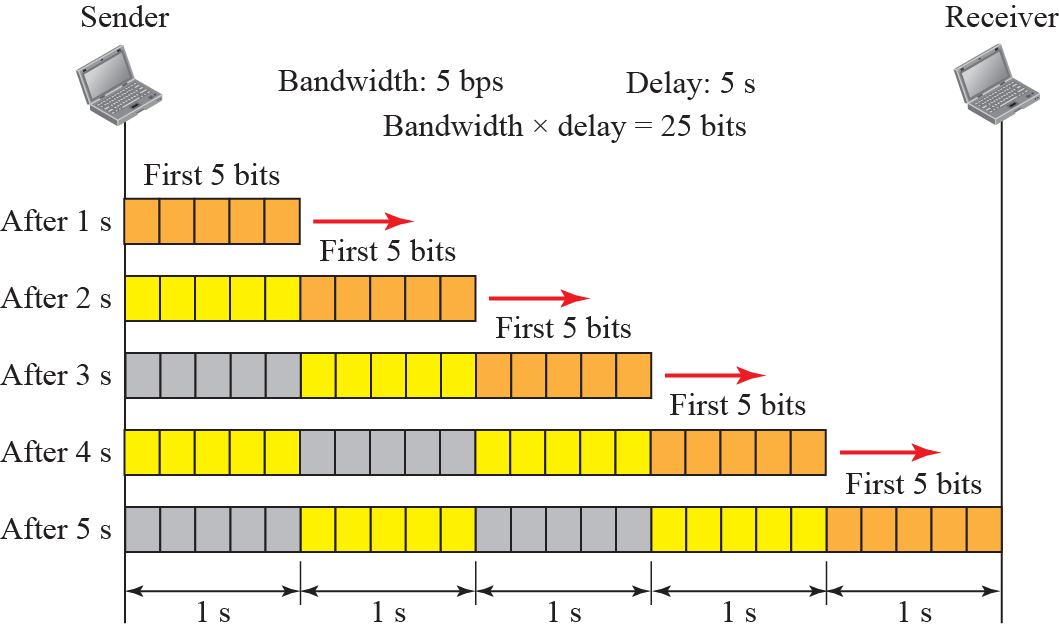 Sender
Receiver
Bandwidth: 5 bps
Delay: 5 s
Bandwidth × delay = 25 bits
First 5 bits
After 1 s
First 5 bits
After 2 s
First 5 bits
After 3 s
First 5 bits
After 4 s
First 5 bits
After 5 s
1 s
1 s
1 s
1 s
1 s